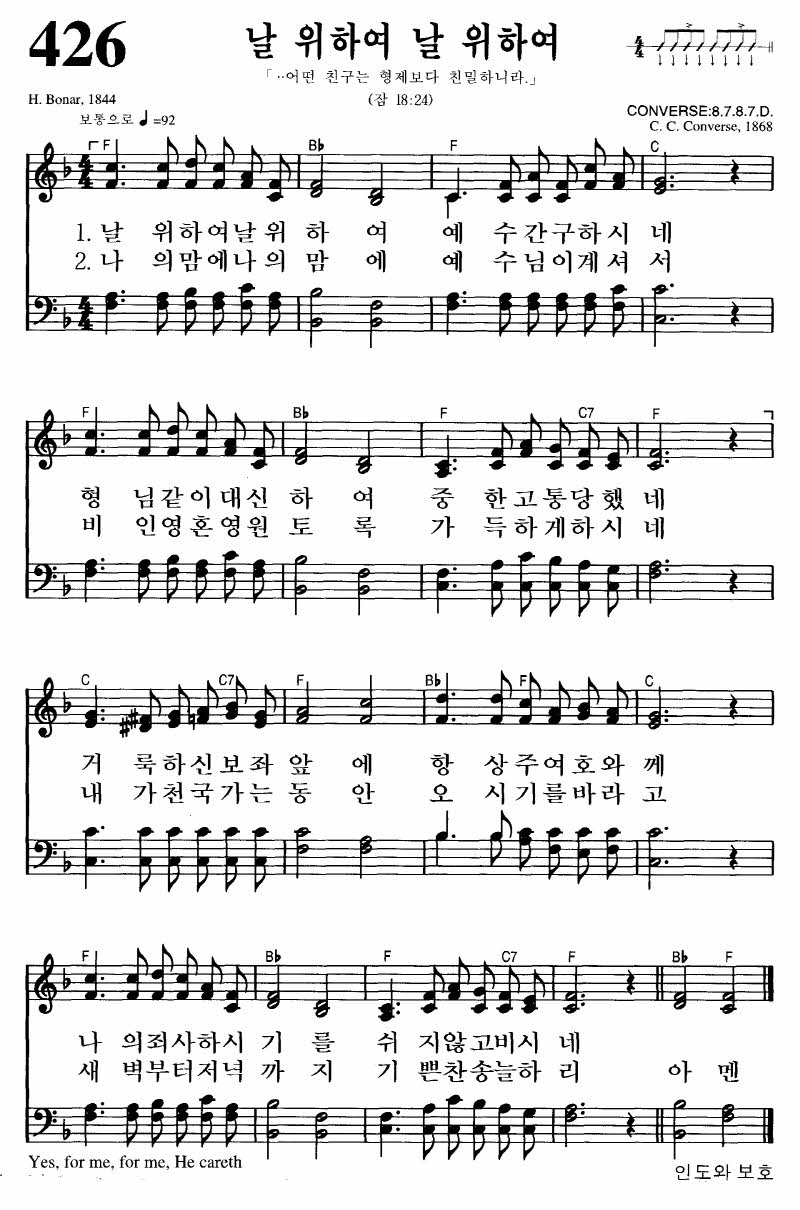 426
날 위하여 날 위하여
「··어떤 친구는 형제보다 친밀하니라.」
(잠 18:24)
H. Bonar, 1844
보통으로 ♩=92
CONVERSE:8.7.8.7.D.
C. C. Converse, 1868
F Bb F C
1. 날 위하여날위 하 여 예 수간구하시 네
2. 나 의맘에나의 맘 에 예 수님이계셔 서
F Bb F C7 F
형 님같이대신 하 여 중 한고통당했 네
비 인영혼영원 토 록 가 득하게하시 네
C C7 F Bb F C
거 룩하신보좌 앞 에 항 상주여호와 께
내 가천국가는 동 안 오 시기를바라 고
F Bb F C7 F Bb F
나 의죄사하시 기 를 쉬 지않고비시 네
새 벽부터저녁 까 지 기 쁜찬송늘하 리 아 멘
Yes, for me, for me, He careth
인도와 보호